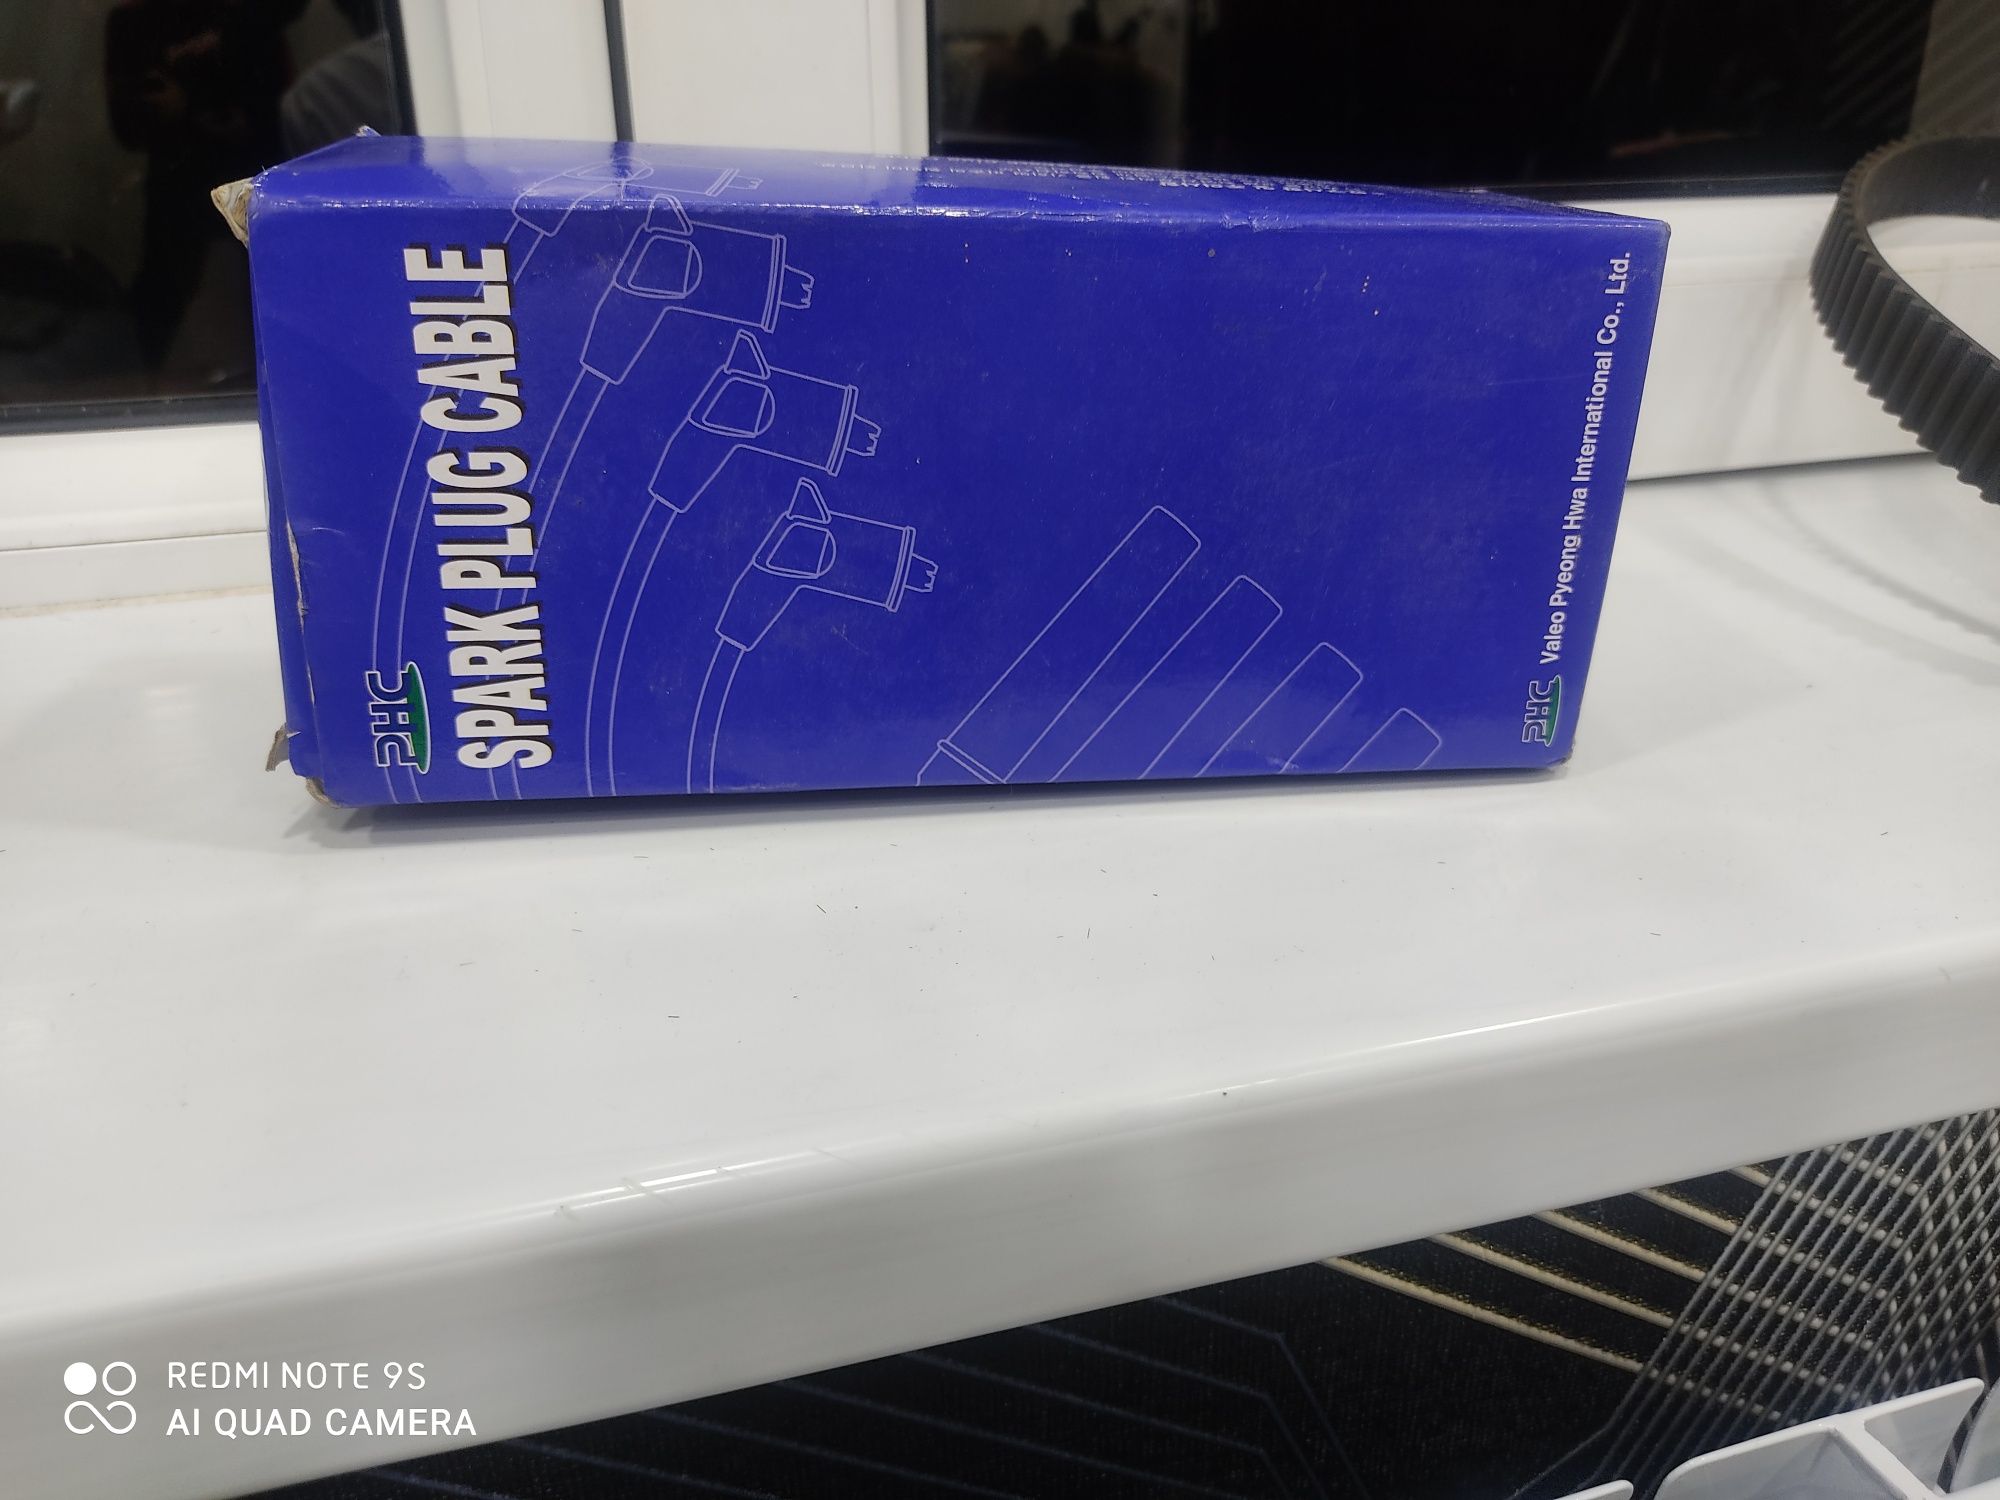 PHC
SPARK PLUG CABLE
PHC Valeo Pyeong Hwa International Co., Ltd.
REDMI NOTE 9S
AI QUAD CAMERA